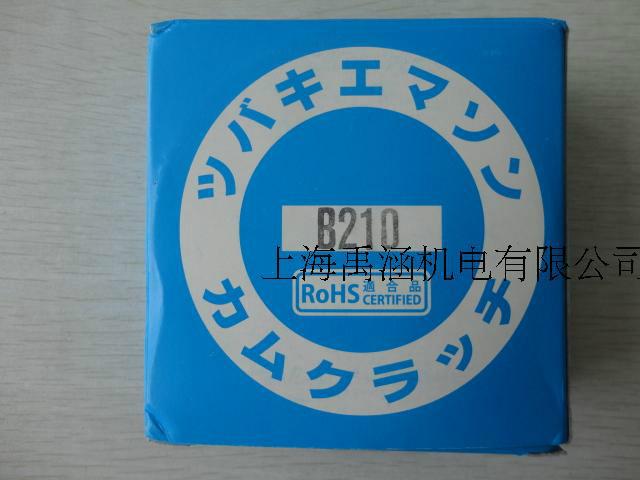 ツバキエマソン
B210
上海禹涵机电有限公司
RoHS 適合品 CERTIFIED
カムクラッチ